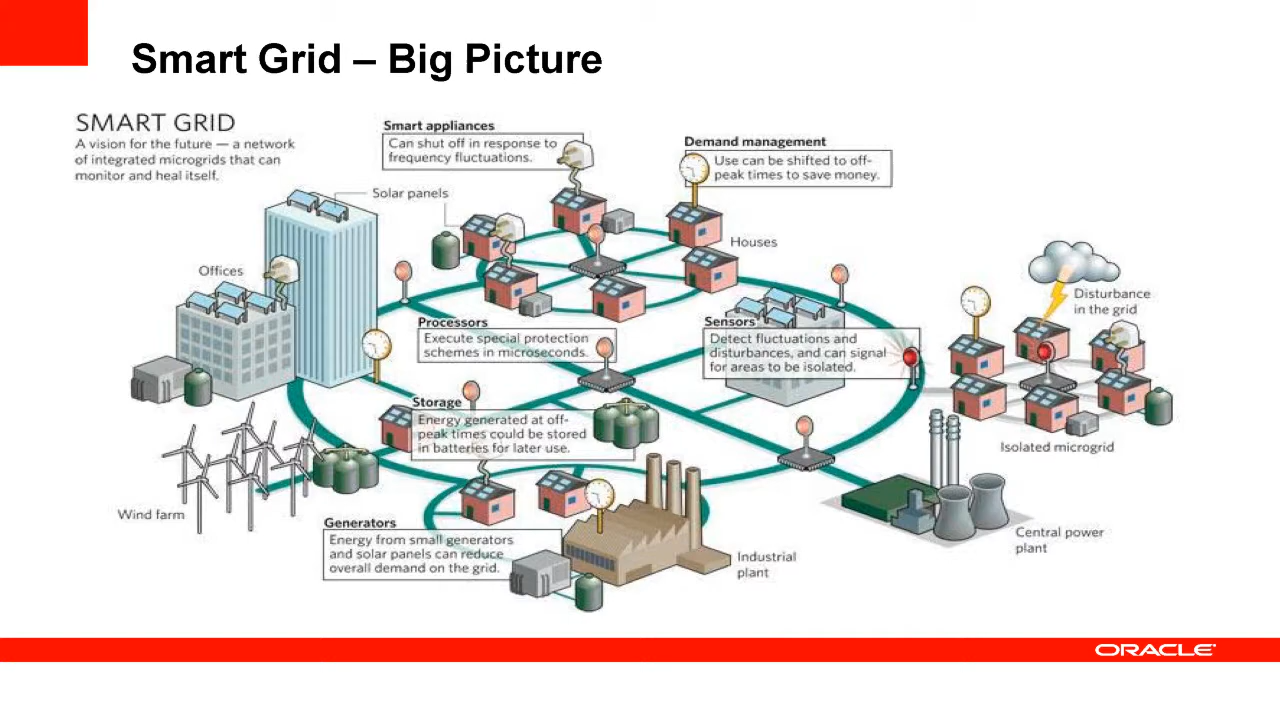 Smart Grid – Big Picture
SMART GRID
A vision for the future — a network
of integrated microgrids that can
monitor and heal itself.
Smart appliances
Can shut off in response to
frequency fluctuations.
Demand management
Use can be shifted to off-
peak times to save money.
Solar panels
Houses
Offices
Disturbance
in the grid
Processors
Execute special protection
schemes in microseconds.
Sensors
Detect fluctuations and
disturbances, and can signal
for areas to be isolated.
Storage
Energy generated at off-
peak times could be stored
in batteries for later use.
Isolated microgrid
Wind farm
Generators
Energy from small generators
and solar panels can reduce
overall demand on the grid.
Industrial
plant
Central power
plant
ORACLE